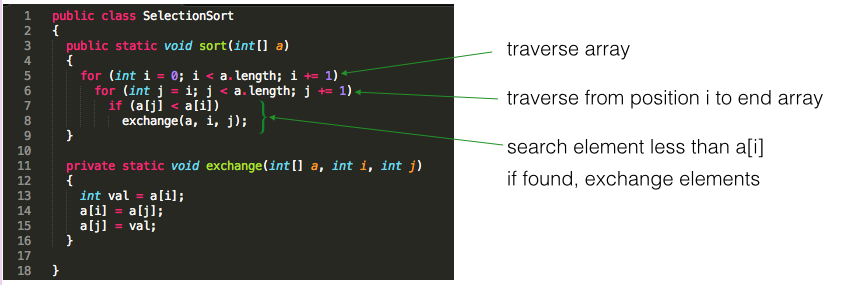 1 public class SelectionSort
2 {
3 public static void sort(int[] a)
4 {
5 for (int i = 0; i < a.length; i += 1)
6 for (int j = i; j < a.length; j += 1)
7 if (a[j] < a[i])
8 exchange(a, i, j);
9 }
10
11 private static void exchange(int[] a, int i, int j)
12 {
13 int val = a[i];
14 a[i] = a[j];
15 a[j] = val;
16 }
17
18 }
traverse array
traverse from position i to end array
search element less than a[i]
if found, exchange elements